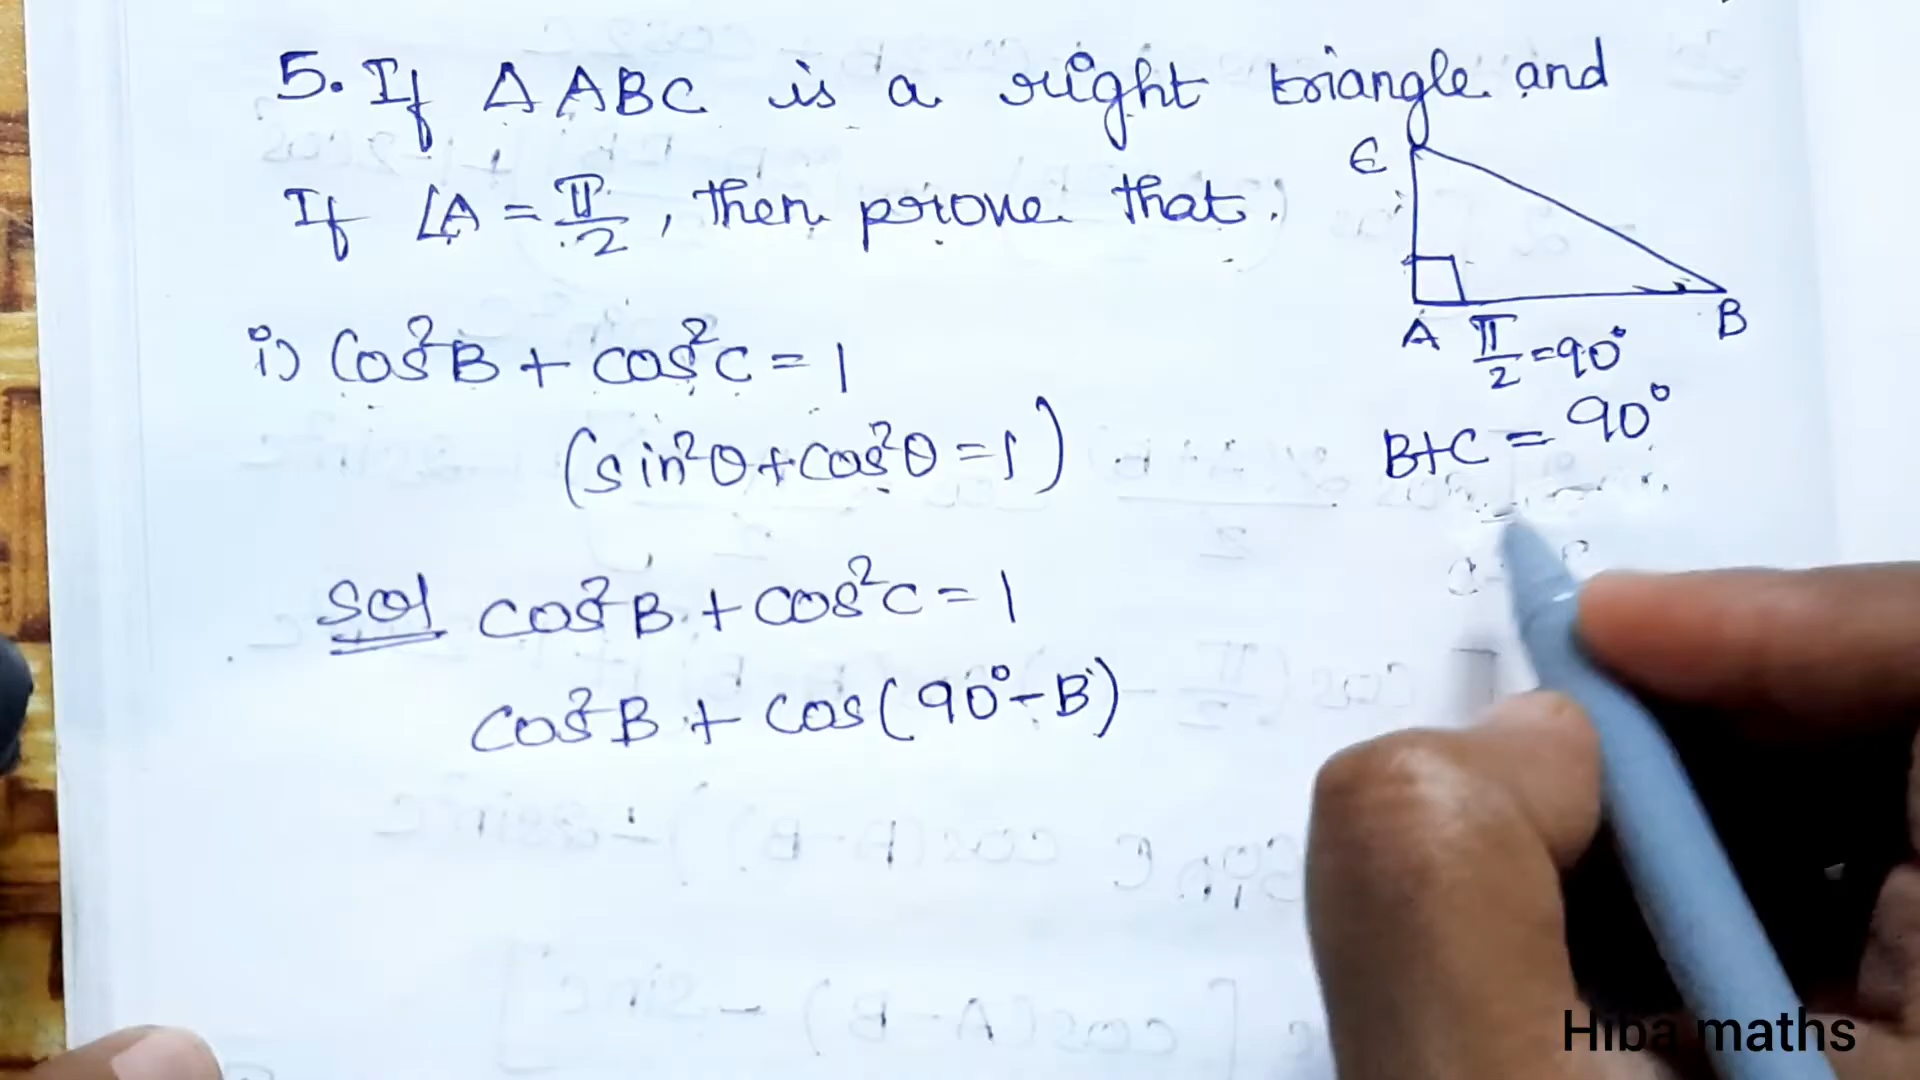 5. If Δ ABC is a right triangle and
If ∠A = π/2, then prove that.
C
A
B
π/2 = 90°
B+C = 90°
i) Cos²B + cos²C = 1
(sin²θ + cos²θ = 1)
Sol cos²B + cos²C = 1
cos²B + cos(90° - B)
Hiba maths